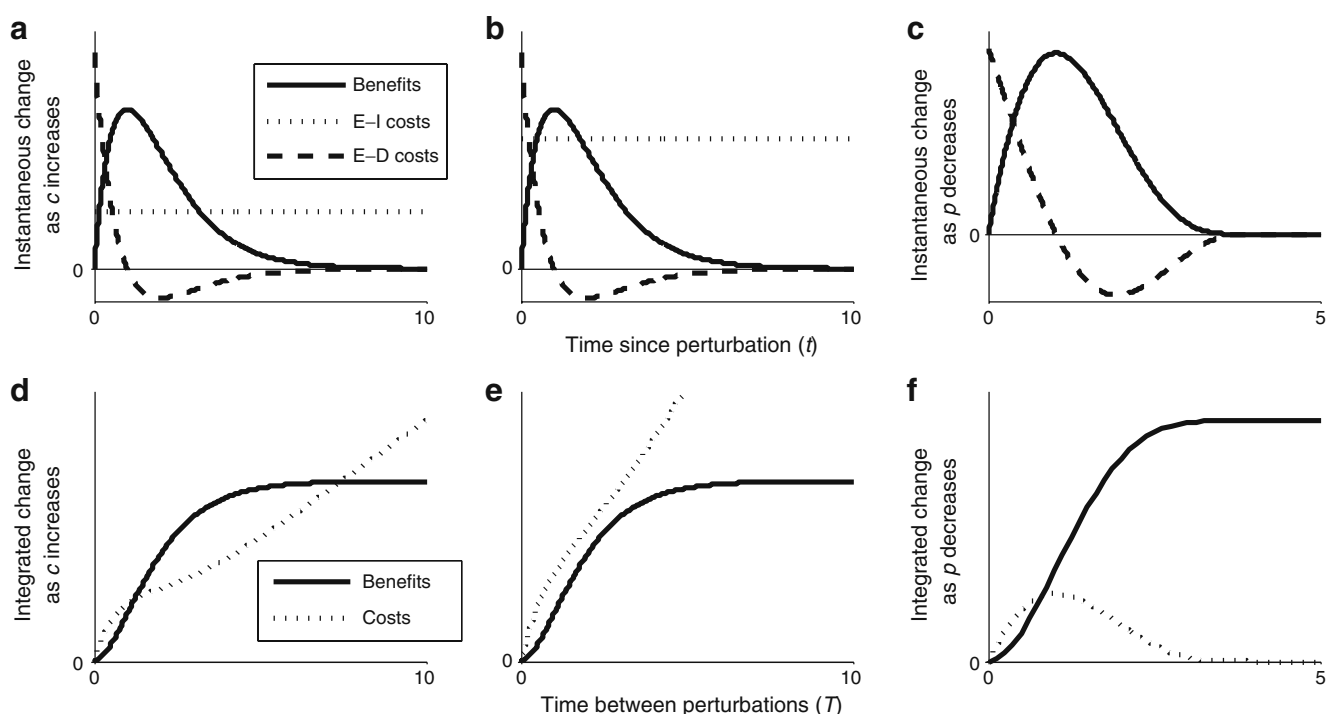 a
b
c
Instantaneous change
as c increases
Benefits
E–I costs
E–D costs
0
0
10
0
0
10
Time since perturbation (t)
Instantaneous change
as p decreases
0
0
5
d
e
f
Integrated change
as c increases
Benefits
Costs
0
0
10
0
0
10
Time between perturbations (T)
Integrated change
as p decreases
0
0
5